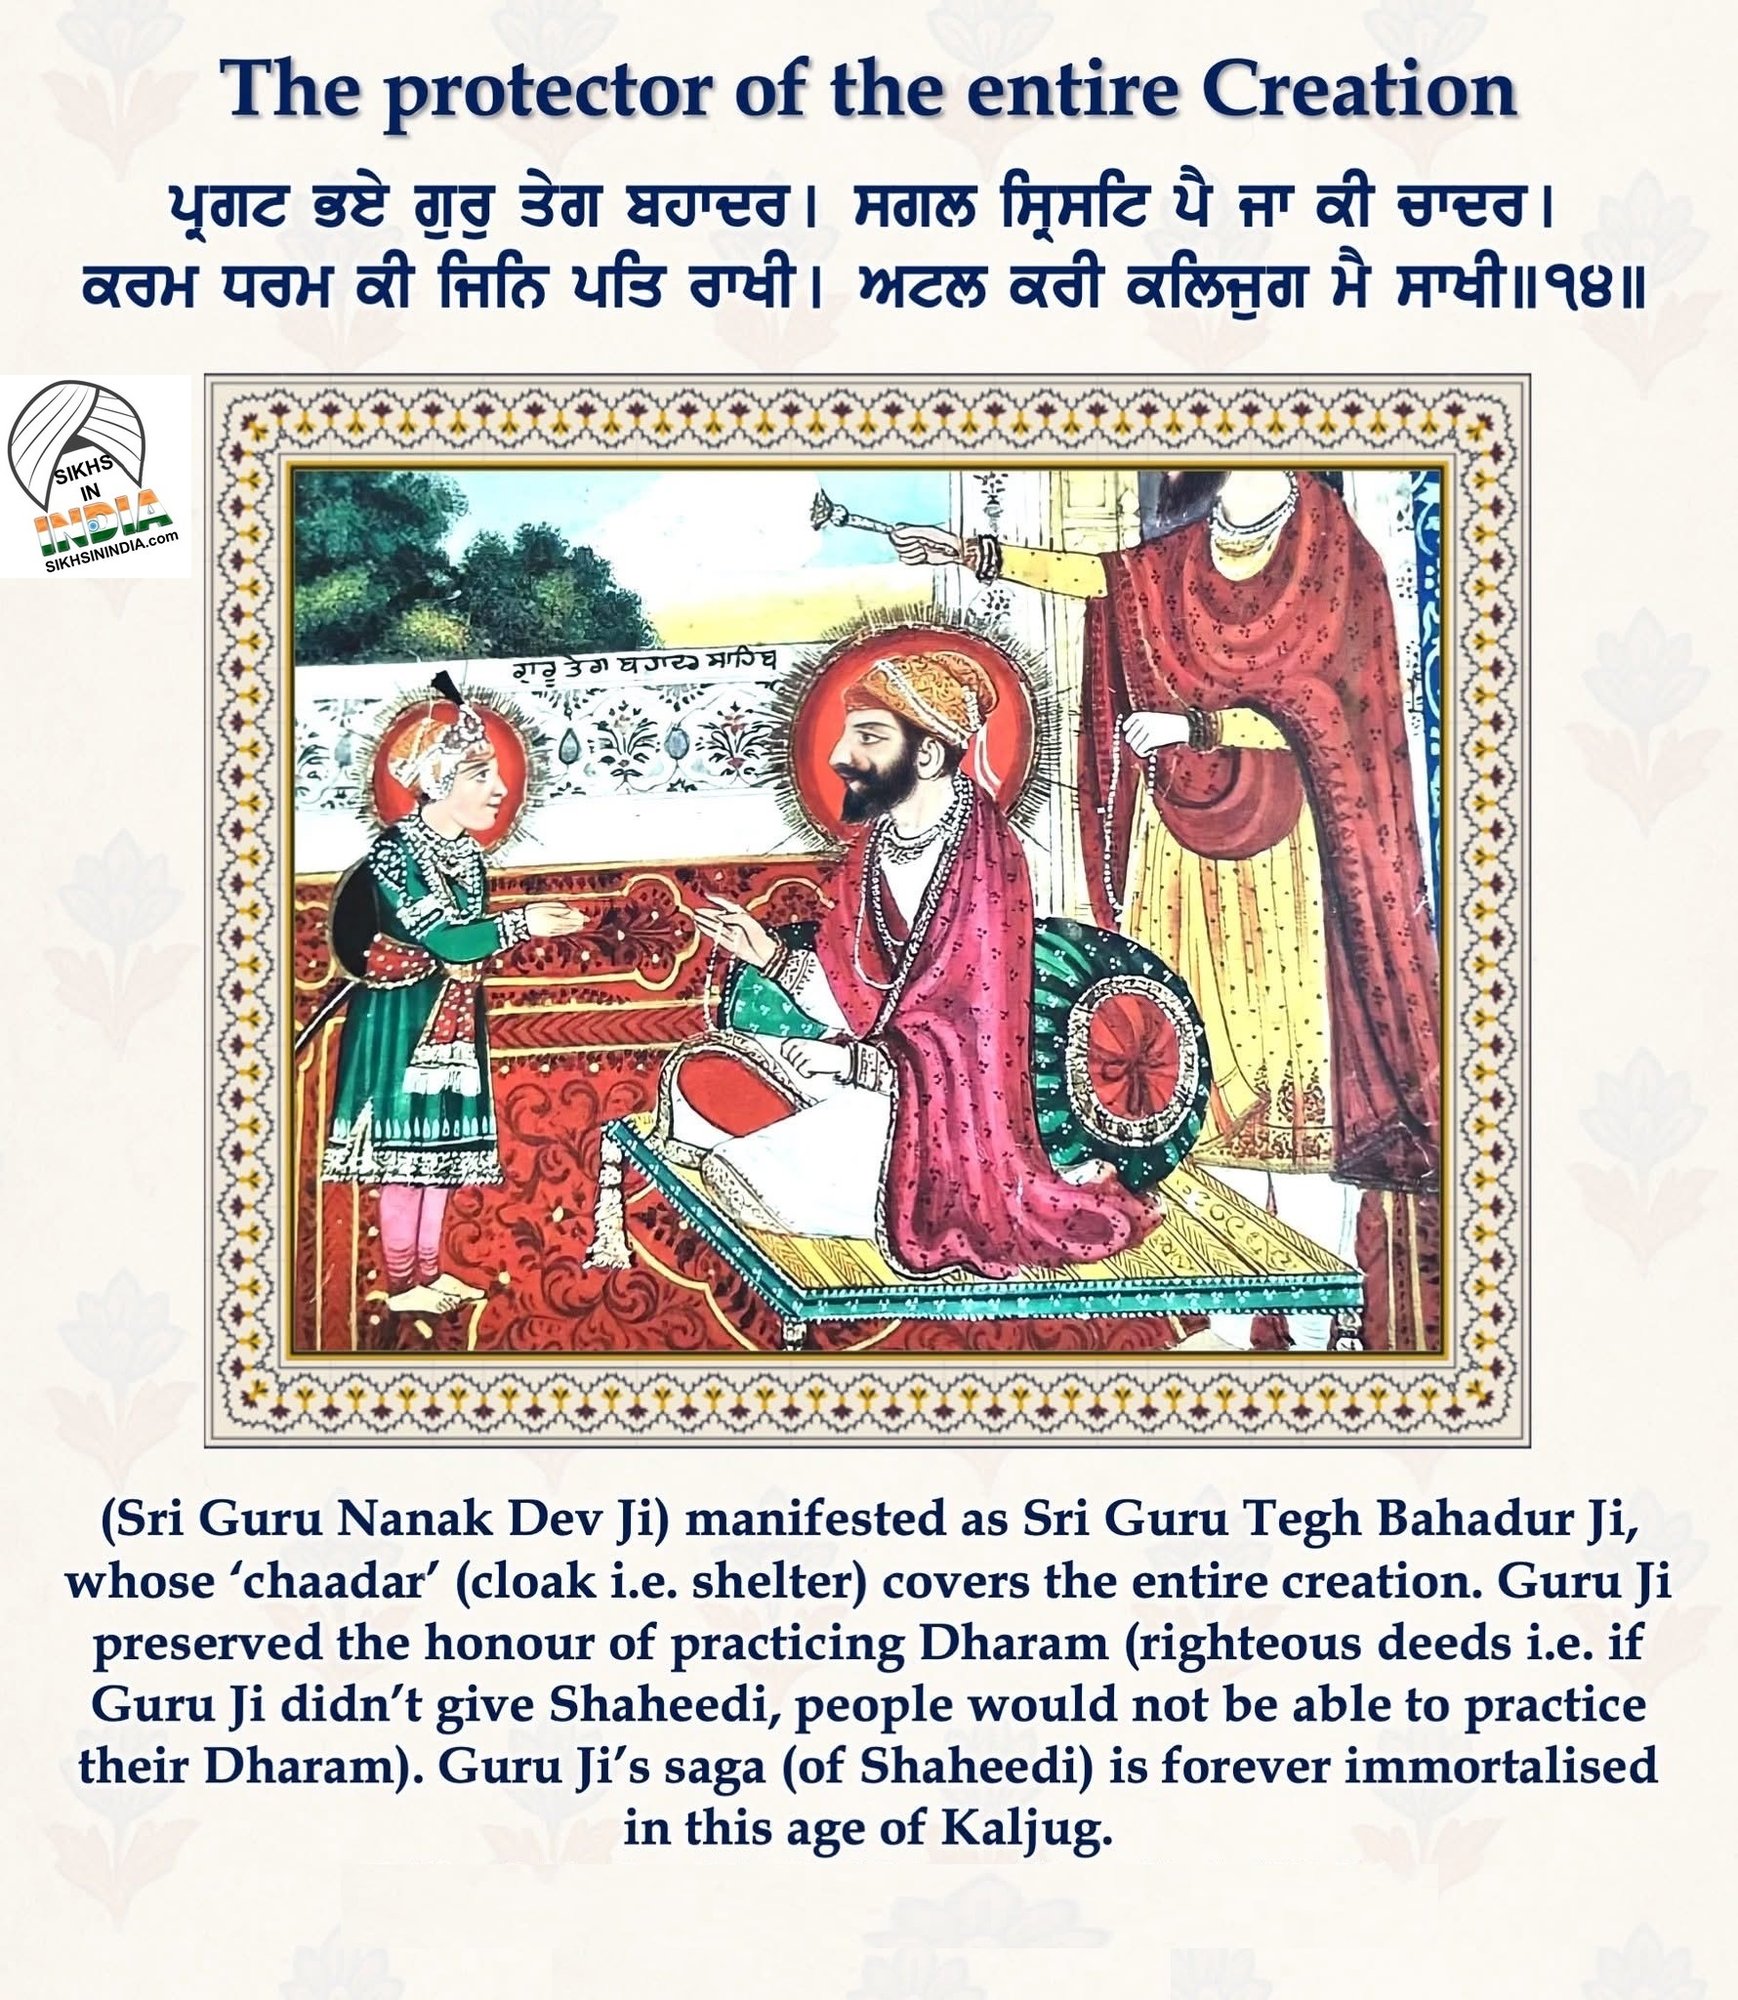 The protector of the entire Creation
ਪ੍ਰਗਟ ਭਏ ਗੁਰੁ ਤੇਗ ਬਹਾਦਰ। ਸਗਲ ਸ੍ਰਿਸਟਿ ਪੈ ਜਾ ਕੀ ਚਾਦਰ।
ਕਰਮ ਧਰਮ ਕੀ ਜਿਨਿ ਪਤਿ ਰਾਖੀ। ਅਟਲ ਕਰੀ ਕਲਿਜੁਗ ਮੈ ਸਾਖੀ॥੧੪॥
SIKHS
IN
INDIA
SIKHSININDIA.com
ਗੁਰੂ ਤੇਗ ਬਹਾਦਰ ਸਾਹਿਬ
(Sri Guru Nanak Dev Ji) manifested as Sri Guru Tegh Bahadur Ji,
whose ‘chaadar’ (cloak i.e. shelter) covers the entire creation. Guru Ji
preserved the honour of practicing Dharam (righteous deeds i.e. if
Guru Ji didn’t give Shaheedi, people would not be able to practice
their Dharam). Guru Ji’s saga (of Shaheedi) is forever immortalised
in this age of Kaljug.